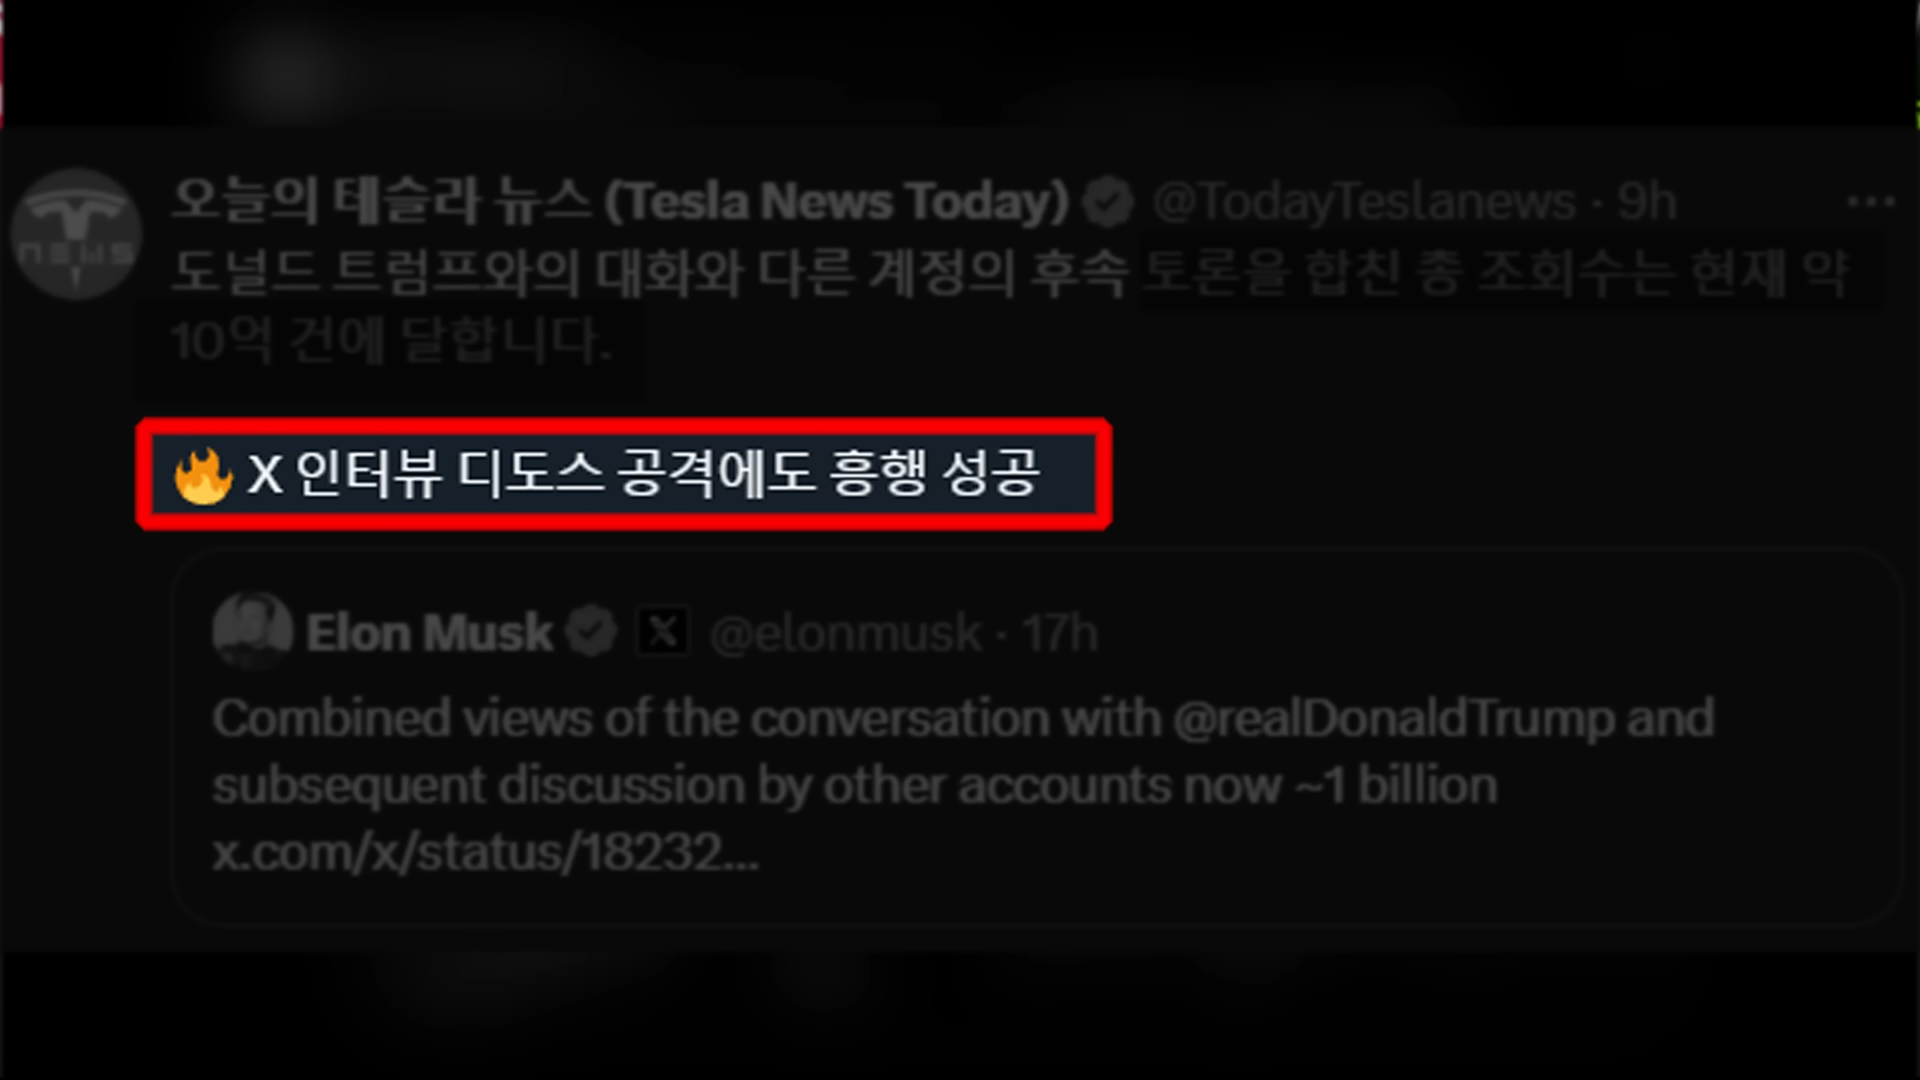 오늘의 테슬라 뉴스 (Tesla News Today) @TodayTeslanews · 9h
NEWS
도널드 트럼프와의 대화와 다른 계정의 후속 토론을 합친 총 조회수는 현재 약
10억 건에 달합니다.
🔥 X 인터뷰 디도스 공격에도 흥행 성공
Elon Musk X @elonmusk · 17h
Combined views of the conversation with @realDonaldTrump and
subsequent discussion by other accounts now ~1 billion
x.com/x/status/18232...